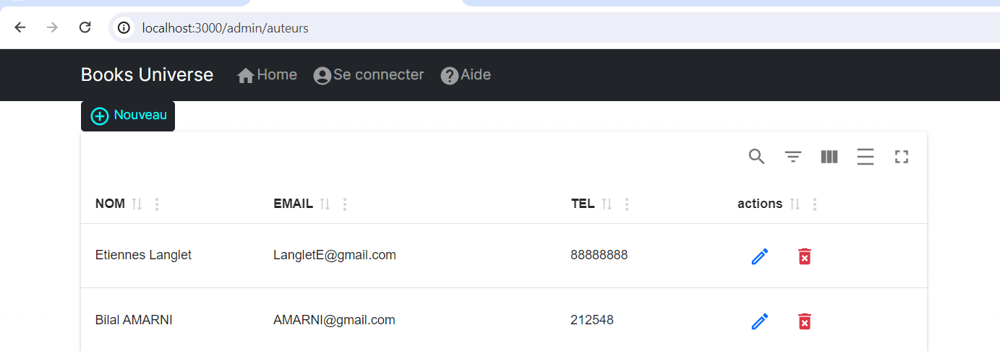 localhost:3000/admin/auteurs
Books Universe Home Se connecter Aide
Nouveau
NOM EMAIL TEL actions
Etiennes Langlet LangletE@gmail.com 88888888
Bilal AMARNI AMARNI@gmail.com 212548